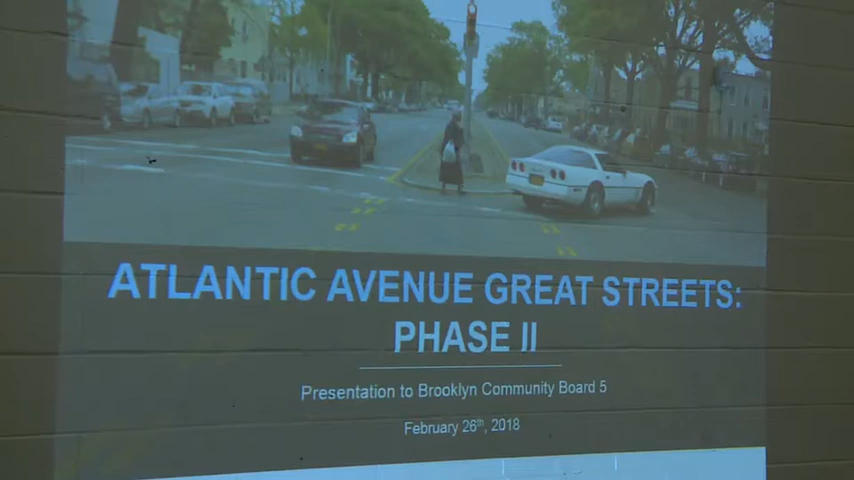 ATLANTIC AVENUE GREAT STREETS:
PHASE II
Presentation to Brooklyn Community Board 5
February 26th, 2018